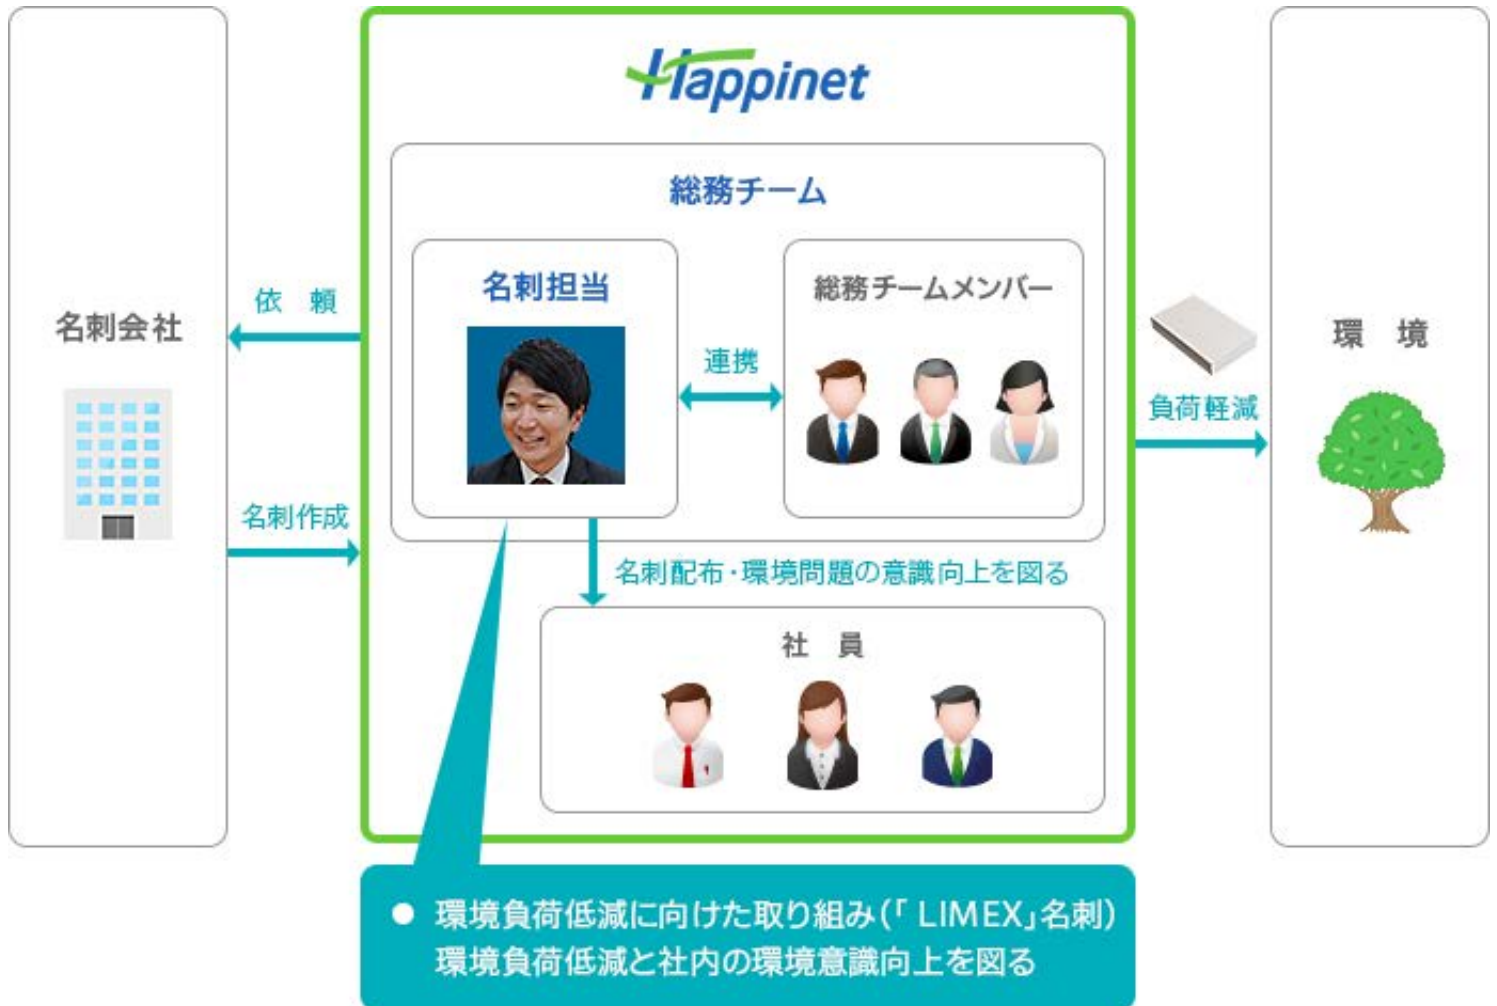 Happinet
総務チーム
名刺担当
総務チームメンバー
依 頼
名刺会社
連携
環 境
負荷軽減
名刺作成
名刺配布・環境問題の意識向上を図る
社 員
● 環境負荷低減に向けた取り組み(「 LIMEX」名刺)
環境負荷低減と社内の環境意識向上を図る